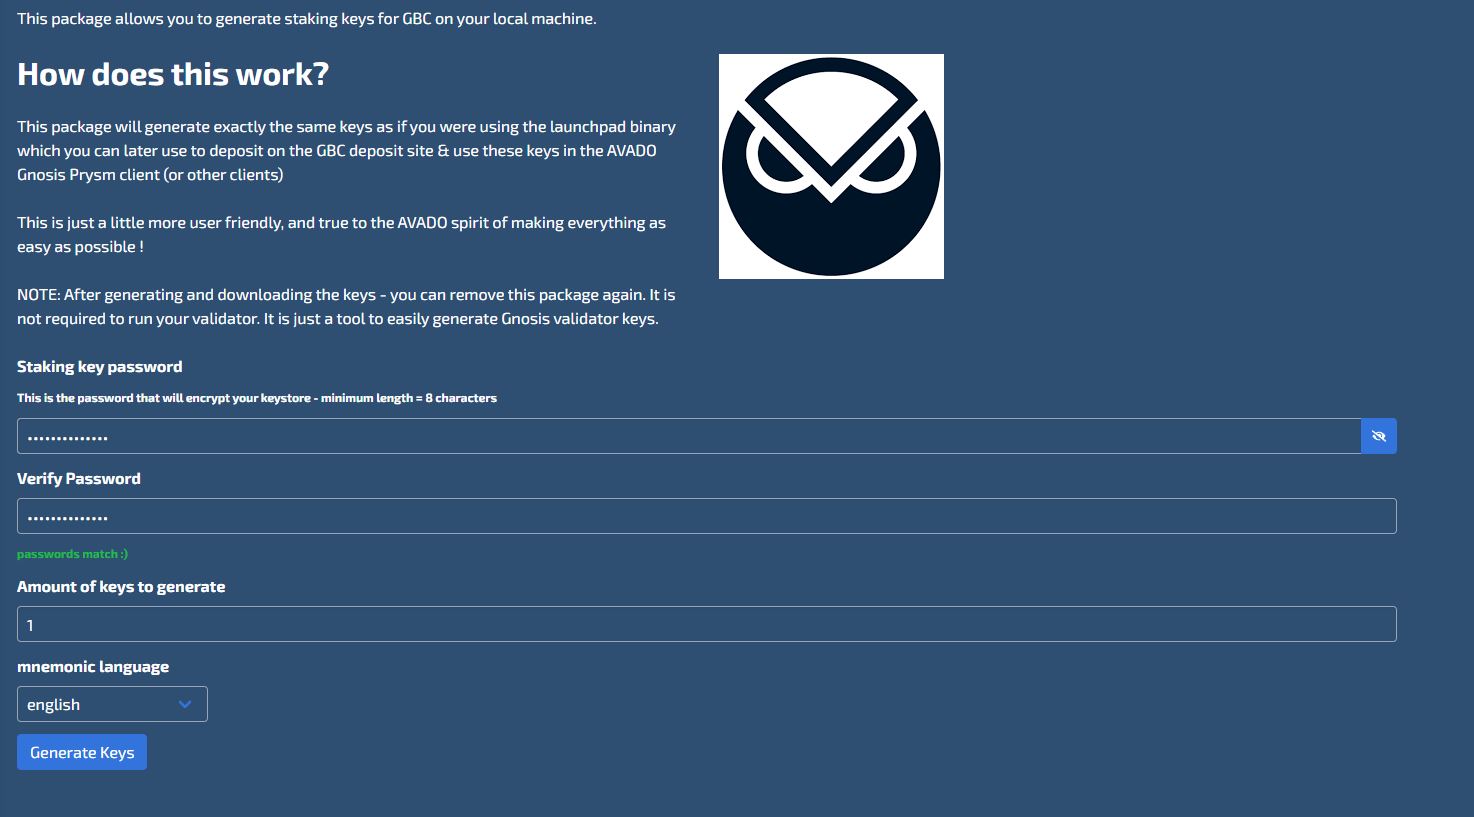 This package allows you to generate staking keys for GBC on your local machine.
How does this work?
This package will generate exactly the same keys as if you were using the launchpad binary
which you can later use to deposit on the GBC deposit site & use these keys in the AVADO
Gnosis Prysm client (or other clients)
This is just a little more user friendly, and true to the AVADO spirit of making everything as
easy as possible !
NOTE: After generating and downloading the keys - you can remove this package again. It is
not required to run your validator. It is just a tool to easily generate Gnosis validator keys.
Staking key password
This is the password that will encrypt your keystore - minimum length = 8 characters
••••••••••••••
Verify Password
••••••••••••••
passwords match :)
Amount of keys to generate
1
mnemonic language
english
Generate Keys